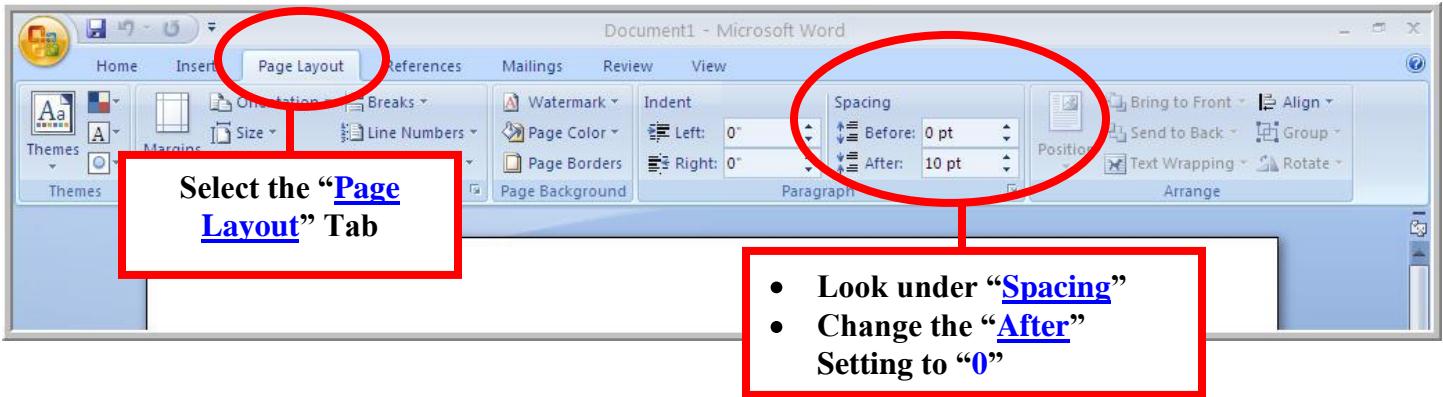 Document1 - Microsoft Word
Home Insert Page Layout References Mailings Review View
Aa
A
Themes
Themes
Margins
Orientation
Size
Breaks
Line Numbers
Watermark
Page Color
Page Borders
Page Background
Indent
Left: 0"
Right: 0"
Spacing
Before: 0 pt
After: 10 pt
Paragraph
Position
Bring to Front
Send to Back
Text Wrapping
Align
Group
Rotate
Arrange
Select the “Page
Layout” Tab
• Look under “Spacing”
• Change the “After”
Setting to “0”